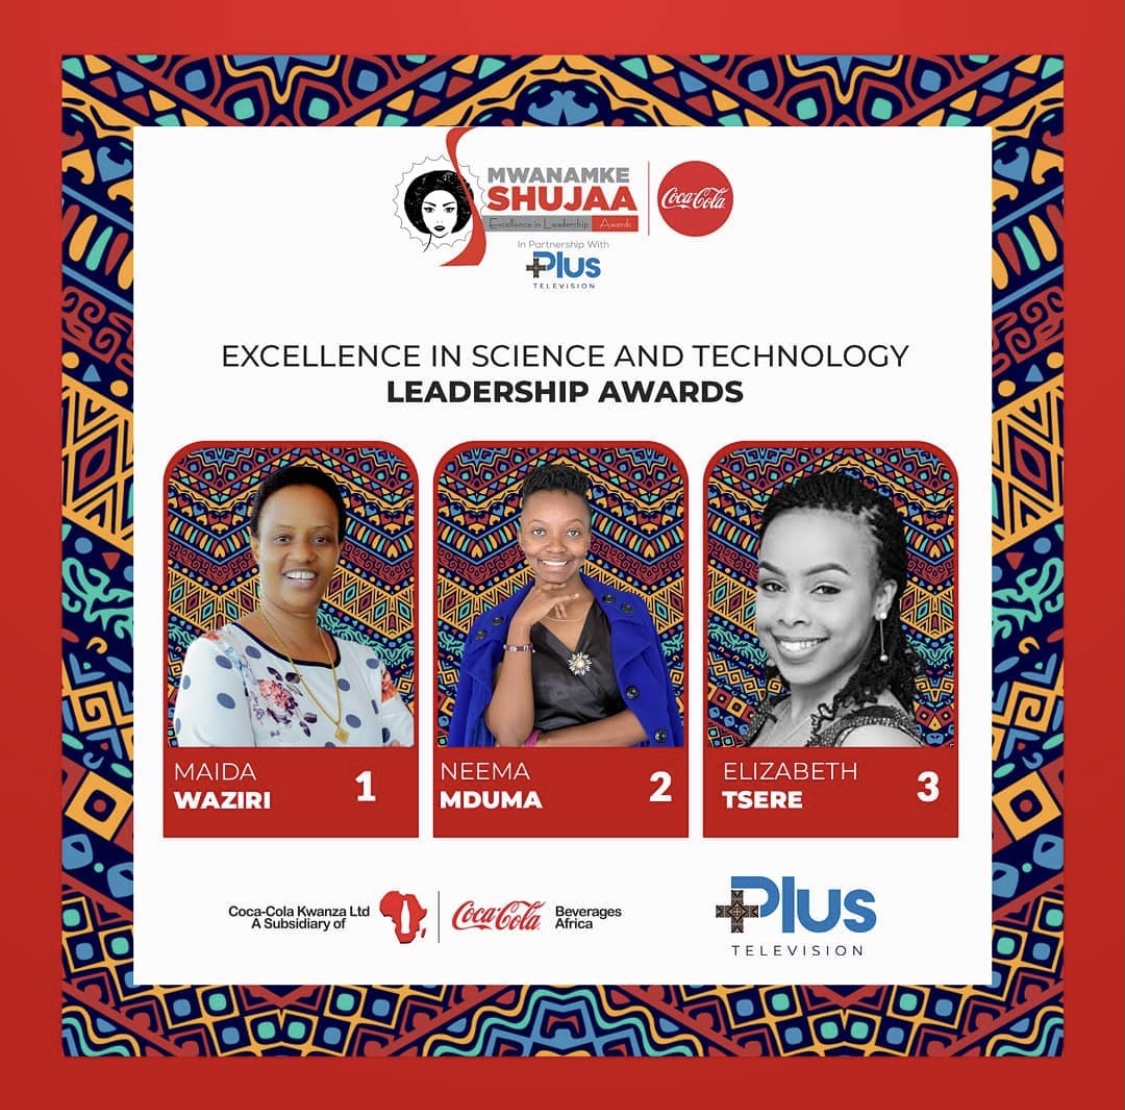 MWANAMKE
SHUJAA
Excellence in Leadership Awards
Coca-Cola
In Partnership With
Plus
TELEVISION
EXCELLENCE IN SCIENCE AND TECHNOLOGY
LEADERSHIP AWARDS
MAIDA
WAZIRI
1
NEEMA
MDUMA
2
ELIZABETH
TSERE
3
Coca-Cola Kwanza Ltd
A Subsidiary of
Coca-Cola
Beverages
Africa
Plus
TELEVISION